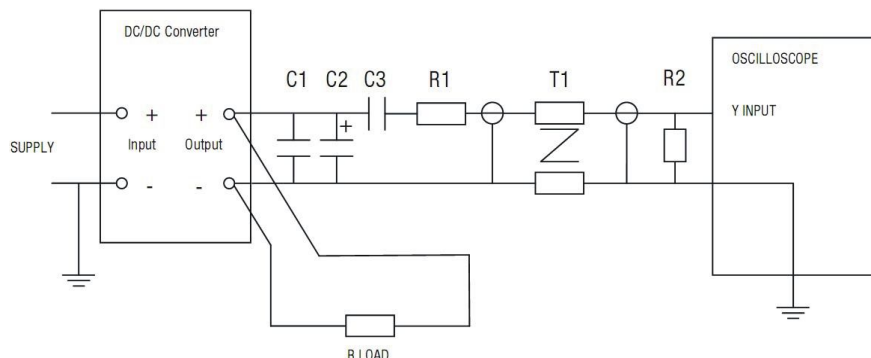 DC/DC Converter
C1 C2 C3 R1 T1 R2
OSCILLOSCOPE
+ + +
Y INPUT
SUPPLY
Input Output
- -
R LOAD